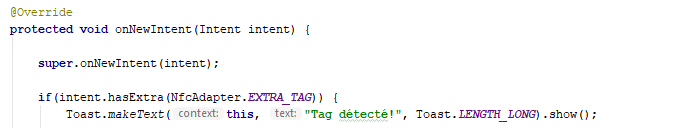 @Override
protected void onNewIntent(Intent intent) {
super.onNewIntent(intent);
if(intent.hasExtra(NfcAdapter.EXTRA_TAG)) {
Toast.makeText( context: this, text: "Tag détecté!", Toast.LENGTH_LONG).show();